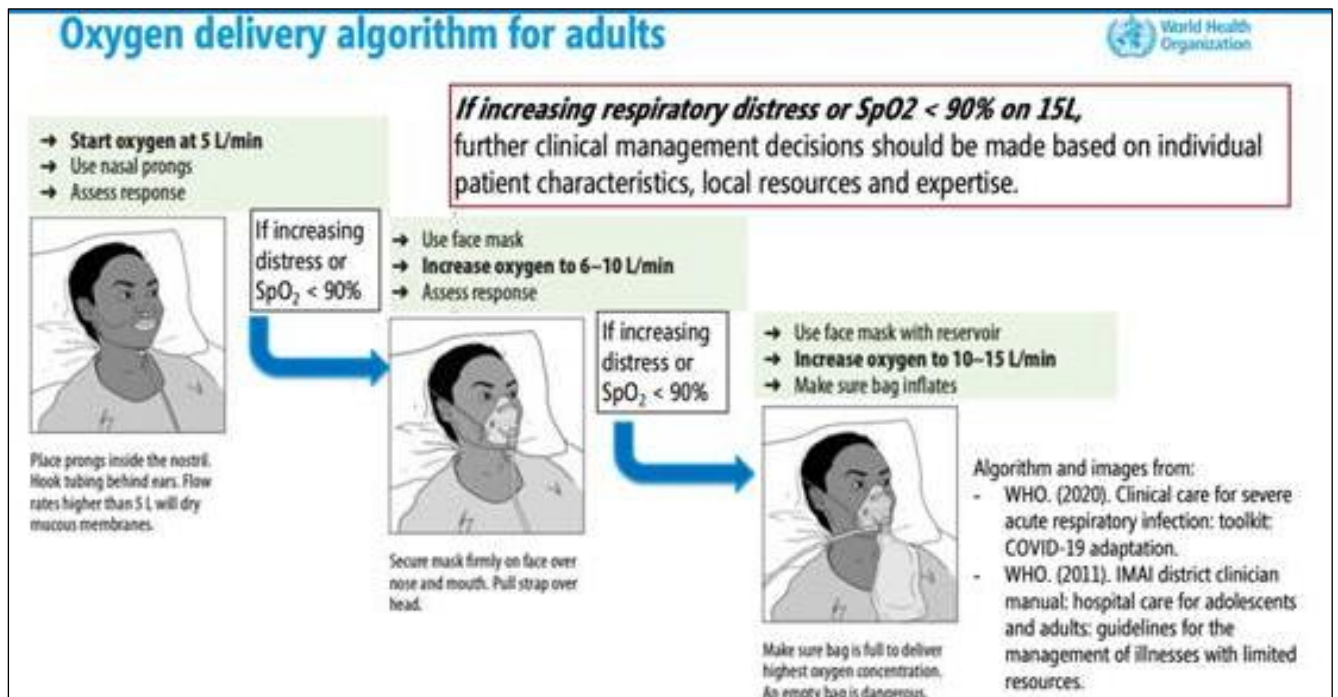 Oxygen delivery algorithm for adults
World Health
Organization
If increasing respiratory distress or SpO2 < 90% on 15L,
further clinical management decisions should be made based on individual
patient characteristics, local resources and expertise.
→ Start oxygen at 5 L/min
→ Use nasal prongs
→ Assess response
If increasing
distress or
SpO₂ < 90%
→ Use face mask
→ Increase oxygen to 6–10 L/min
→ Assess response
If increasing
distress or
SpO₂ < 90%
→ Use face mask with reservoir
→ Increase oxygen to 10–15 L/min
→ Make sure bag inflates
Place prongs inside the nostril.
Hook tubing behind ears. Flow
rates higher than 5 L will dry
mucous membranes.
Secure mask firmly on face over
nose and mouth. Pull strap over
head.
Make sure bag is full to deliver
highest oxygen concentration.
An empty bag is dangerous.
Algorithm and images from:
- WHO. (2020). Clinical care for severe
acute respiratory infection: toolkit:
COVID-19 adaptation.
- WHO. (2011). IMAI district clinician
manual: hospital care for adolescents
and adults: guidelines for the
management of illnesses with limited
resources.